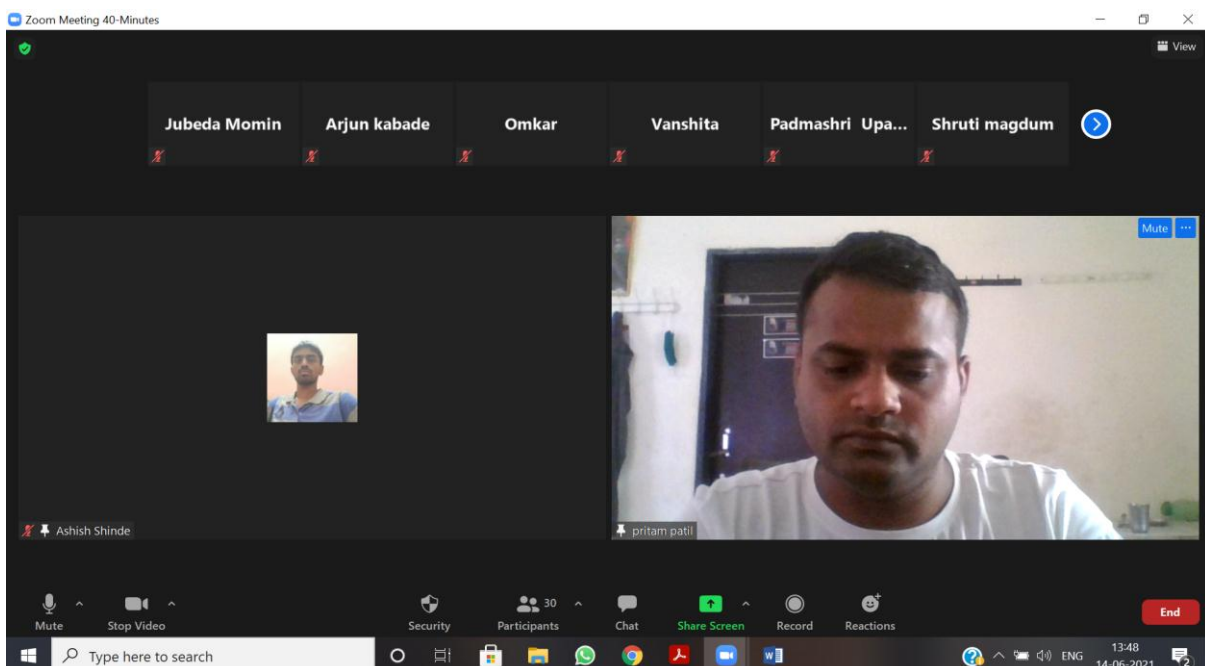 Zoom Meeting 40-Minutes
View
Jubeda Momin
Arjun kabade
Omkar
Vanshita
Padmashri Upa...
Shruti magdum
Mute
Ashish Shinde
pritam patil
Mute
Stop Video
Security
30
Participants
Chat
Share Screen
Record
Reactions
End
Type here to search
W
ENG
13:48
14-06-2021
2